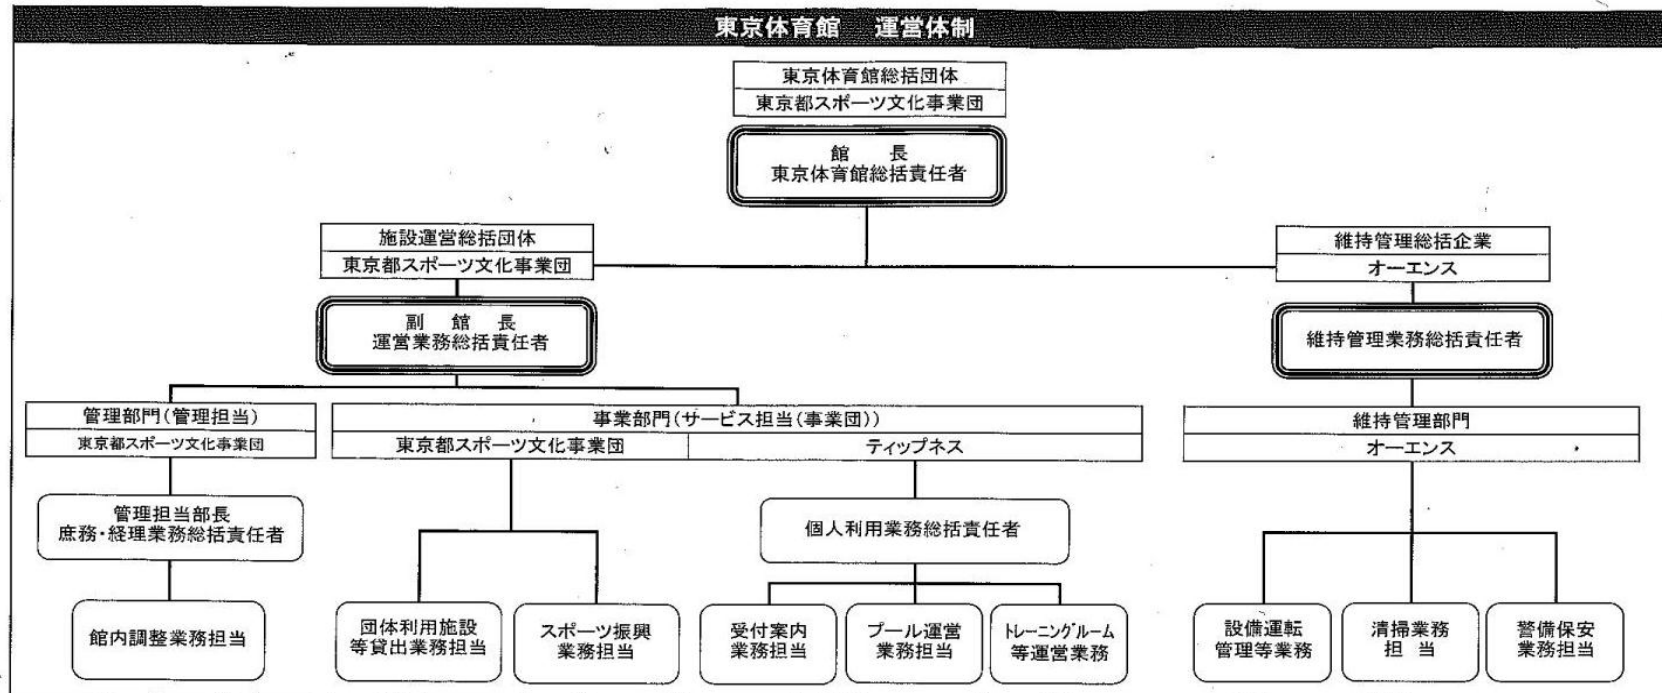 東京体育館 運営体制
東京体育館総括団体
東京都スポーツ文化事業団
館 長
東京体育館総括責任者
施設運営総括団体
東京都スポーツ文化事業団
維持管理総括企業
オーエンス
副 館 長
運営業務総括責任者
維持管理業務総括責任者
管理部門(管理担当)
東京都スポーツ文化事業団
事業部門(サービス担当(事業団))
東京都スポーツ文化事業団
ティップネス
維持管理部門
オーエンス
管理担当部長
庶務・経理業務総括責任者
個人利用業務総括責任者
館内調整業務担当
団体利用施設
等貸出業務担当
スポーツ振興
業務担当
受付案内
業務担当
プール運営
業務担当
トレーニングルーム
等運営業務
設備運転
管理等業務
清掃業務
担 当
警備保安
業務担当